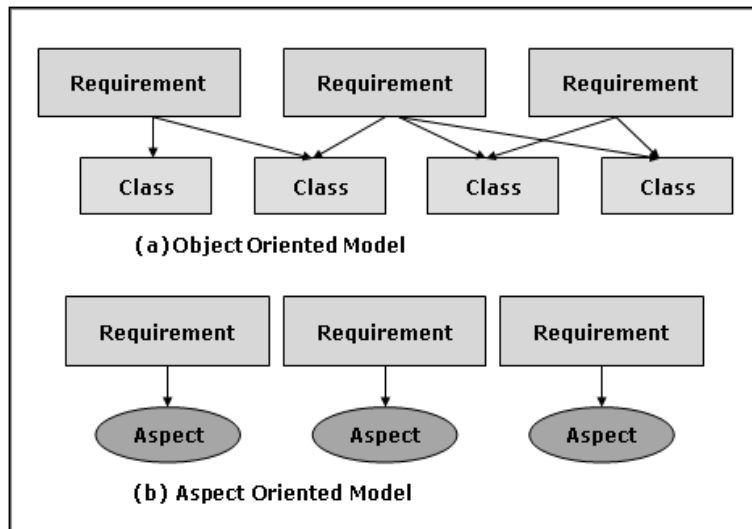 Requirement Requirement Requirement
Class Class Class Class
(a)Object Oriented Model
Requirement Requirement Requirement
Aspect Aspect Aspect
(b) Aspect Oriented Model